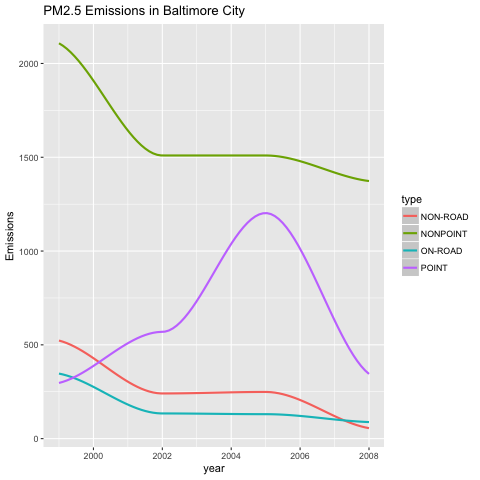 PM2.5 Emissions in Baltimore City
2000
1500
1000
500
0
Emissions
2000 2002 2004 2006 2008
year
type
NON-ROAD
NONPOINT
ON-ROAD
POINT